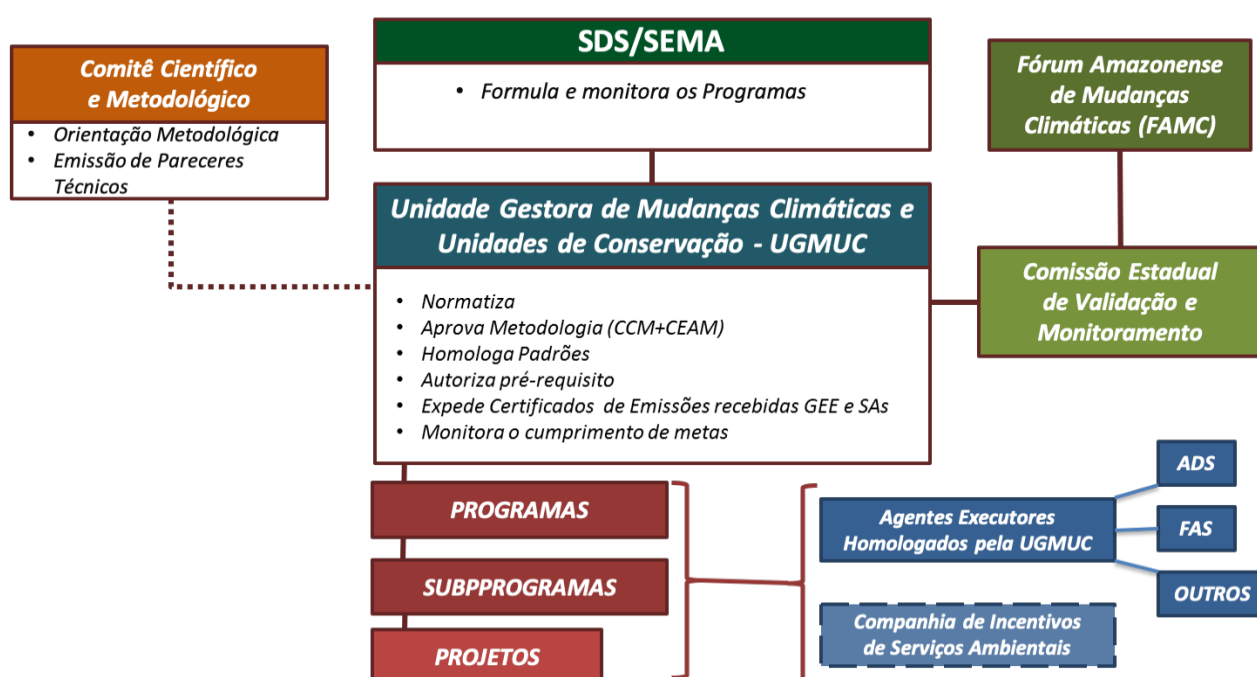 SDS/SEMA
• Formula e monitora os Programas
Comitê Científico
e Metodológico
• Orientação Metodológica
• Emissão de Pareceres
Técnicos
Fórum Amazonense
de Mudanças
Climáticas (FAMC)
Unidade Gestora de Mudanças Climáticas e
Unidades de Conservação - UGMUC
• Normatiza
• Aprova Metodologia (CCM+CEAM)
• Homologa Padrões
• Autoriza pré-requisito
• Expede Certificados de Emissões recebidas GEE e SAs
• Monitora o cumprimento de metas
Comissão Estadual
de Validação e
Monitoramento
PROGRAMAS
SUBPPROGRAMAS
PROJETOS
Agentes Executores
Homologados pela UGMUC
ADS
FAS
OUTROS
Companhia de Incentivos
de Serviços Ambientais